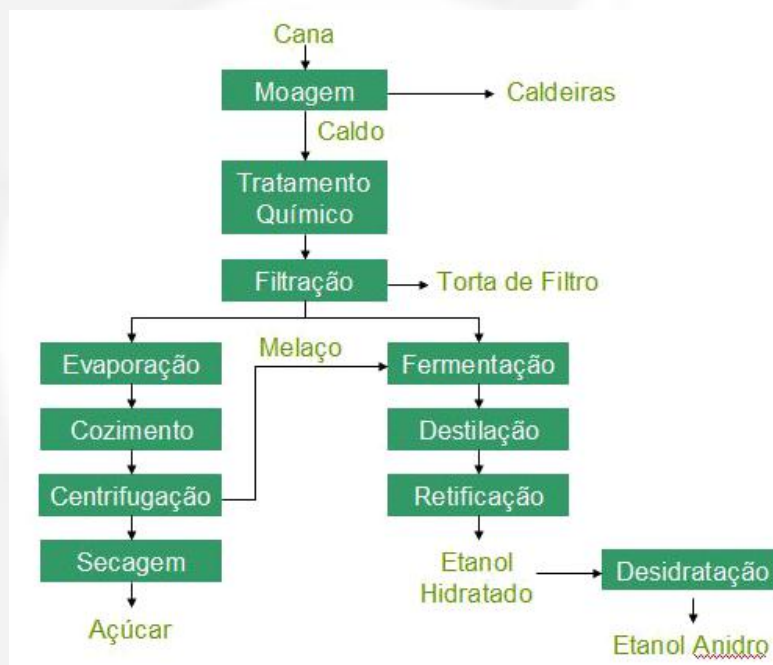 Cana
Moagem
Caldeiras
Caldo
Tratamento
Químico
Filtração
Torta de Filtro
Melaço
Evaporação
Fermentação
Cozimento
Destilação
Centrifugação
Retificação
Secagem
Etanol
Hidratado
Desidratação
Açúcar
Etanol Anidro